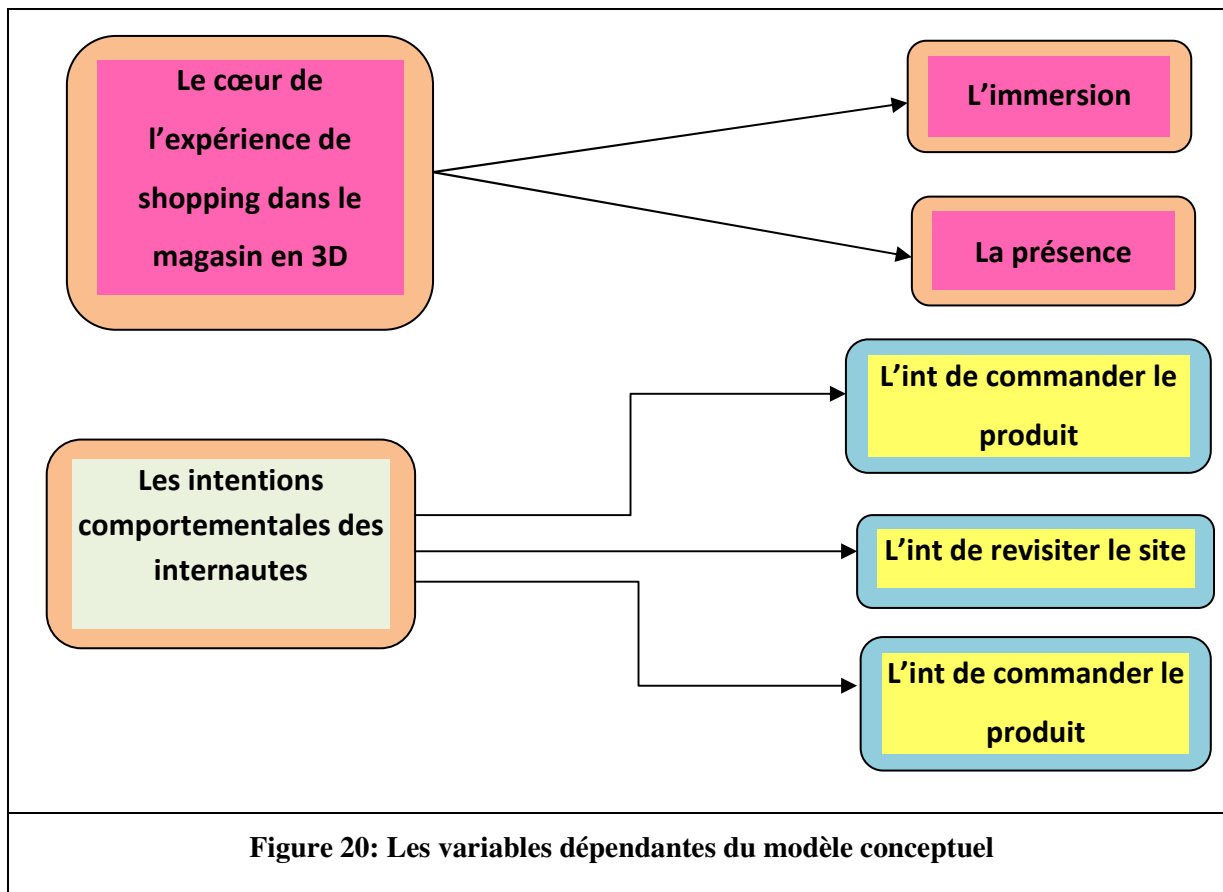 Le cœur de
l’expérience de
shopping dans le
magasin en 3D
L’immersion
La présence
Les intentions
comportementales des
internautes
L’int de commander le
produit
L’int de revisiter le site
L’int de commander le
produit
Figure 20: Les variables dépendantes du modèle conceptuel